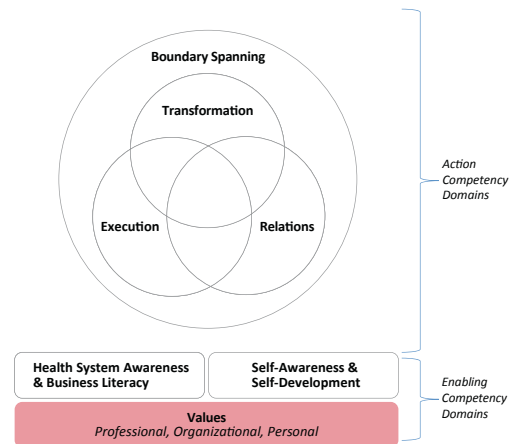 Boundary Spanning
Transformation
Execution
Relations
Action
Competency
Domains
Health System Awareness
& Business Literacy
Self-Awareness &
Self-Development
Values
Professional, Organizational, Personal
Enabling
Competency
Domains